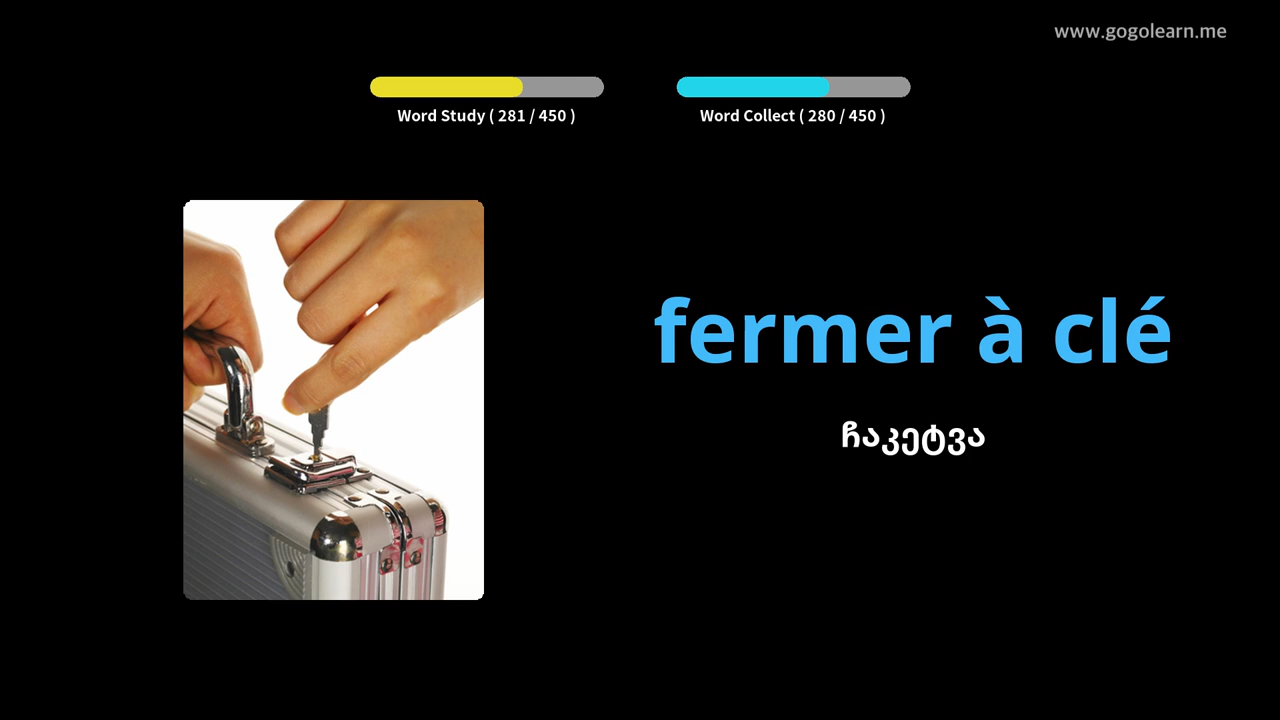 www.gogolearn.me
Word Study ( 281 / 450 )
Word Collect ( 280 / 450 )
fermer à clé
ჩაკეტვა